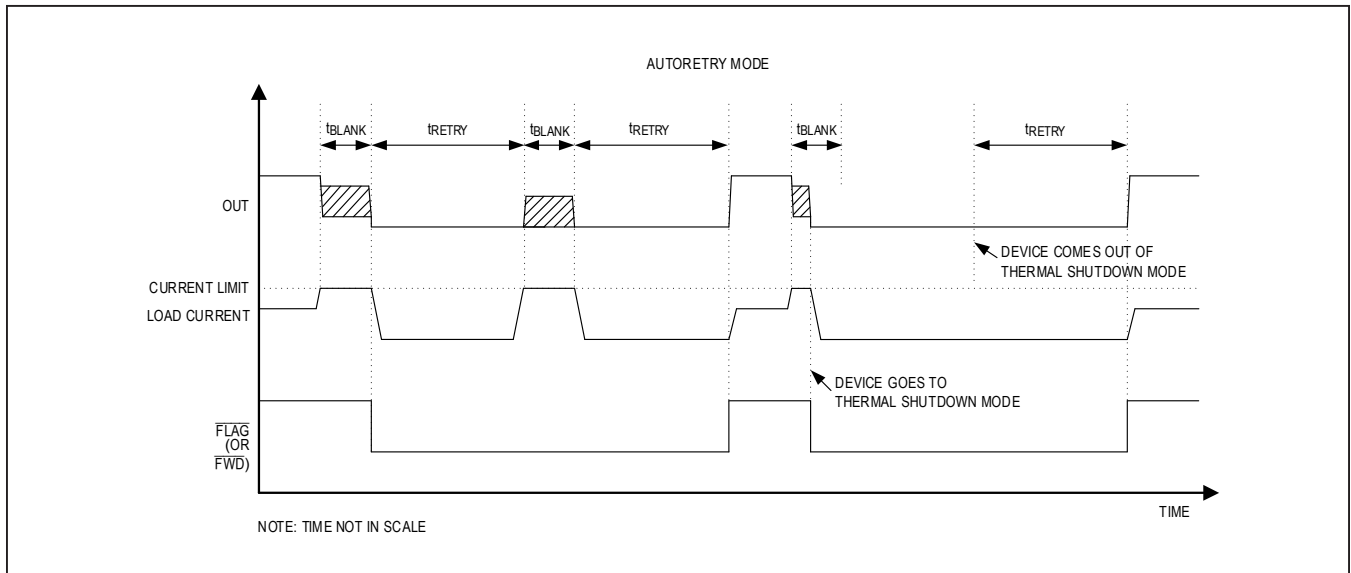 AUTORETRY MODE
tBLANK
tRETRY
tBLANK
tRETRY
tBLANK
tRETRY
OUT
DEVICE COMES OUT OF
THERMAL SHUTDOWN MODE
CURRENT LIMIT
LOAD CURRENT
DEVICE GOES TO
THERMAL SHUTDOWN MODE
FLAG
(OR
FWD)
TIME
NOTE: TIME NOT IN SCALE